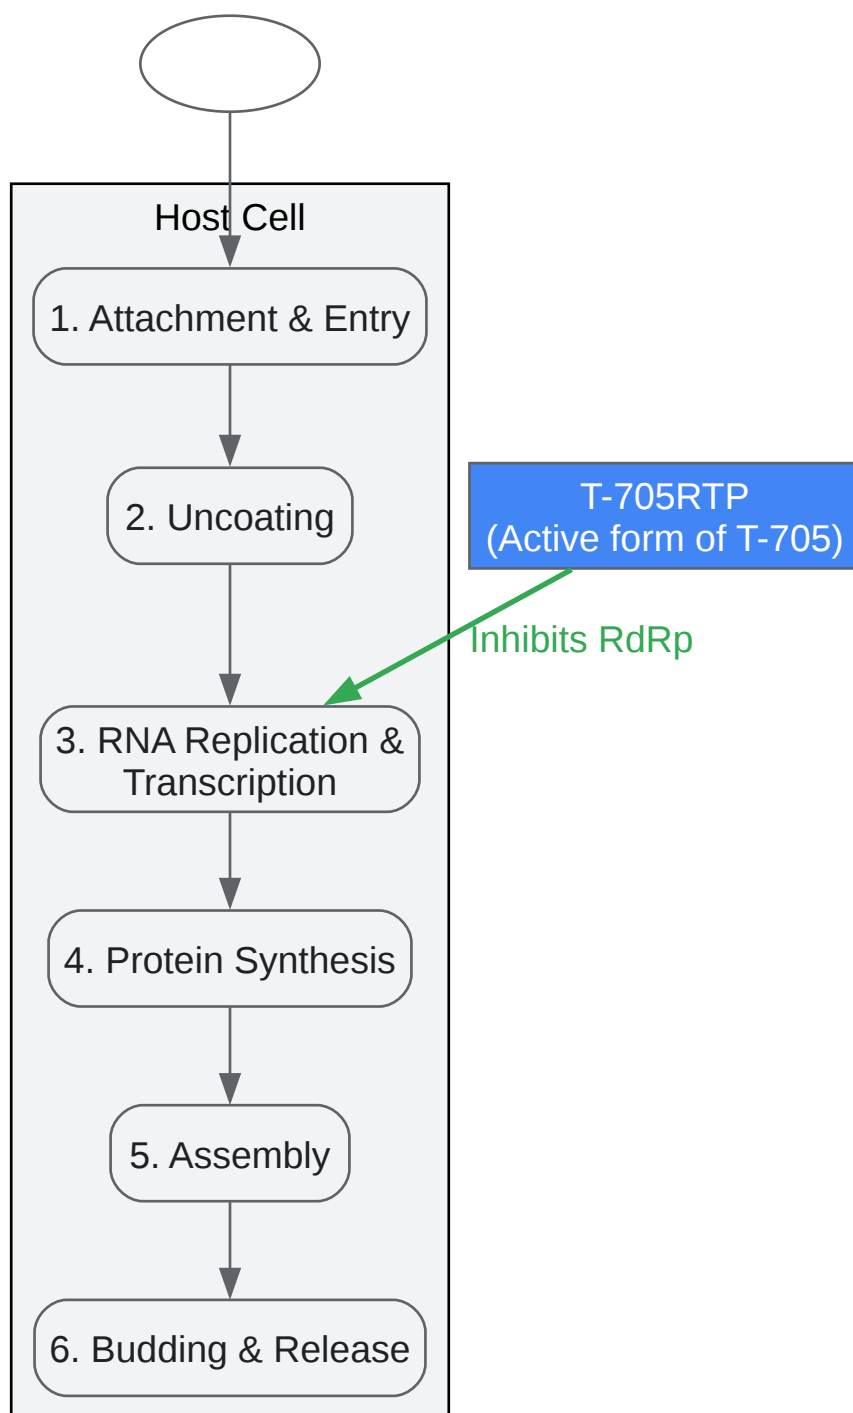 Host Cell
1. Attachment & Entry
2. Uncoating
T-705RTP
(Active form of T-705)
Inhibits RdRp
3. RNA Replication &
Transcription
4. Protein Synthesis
5. Assembly
6. Budding & Release